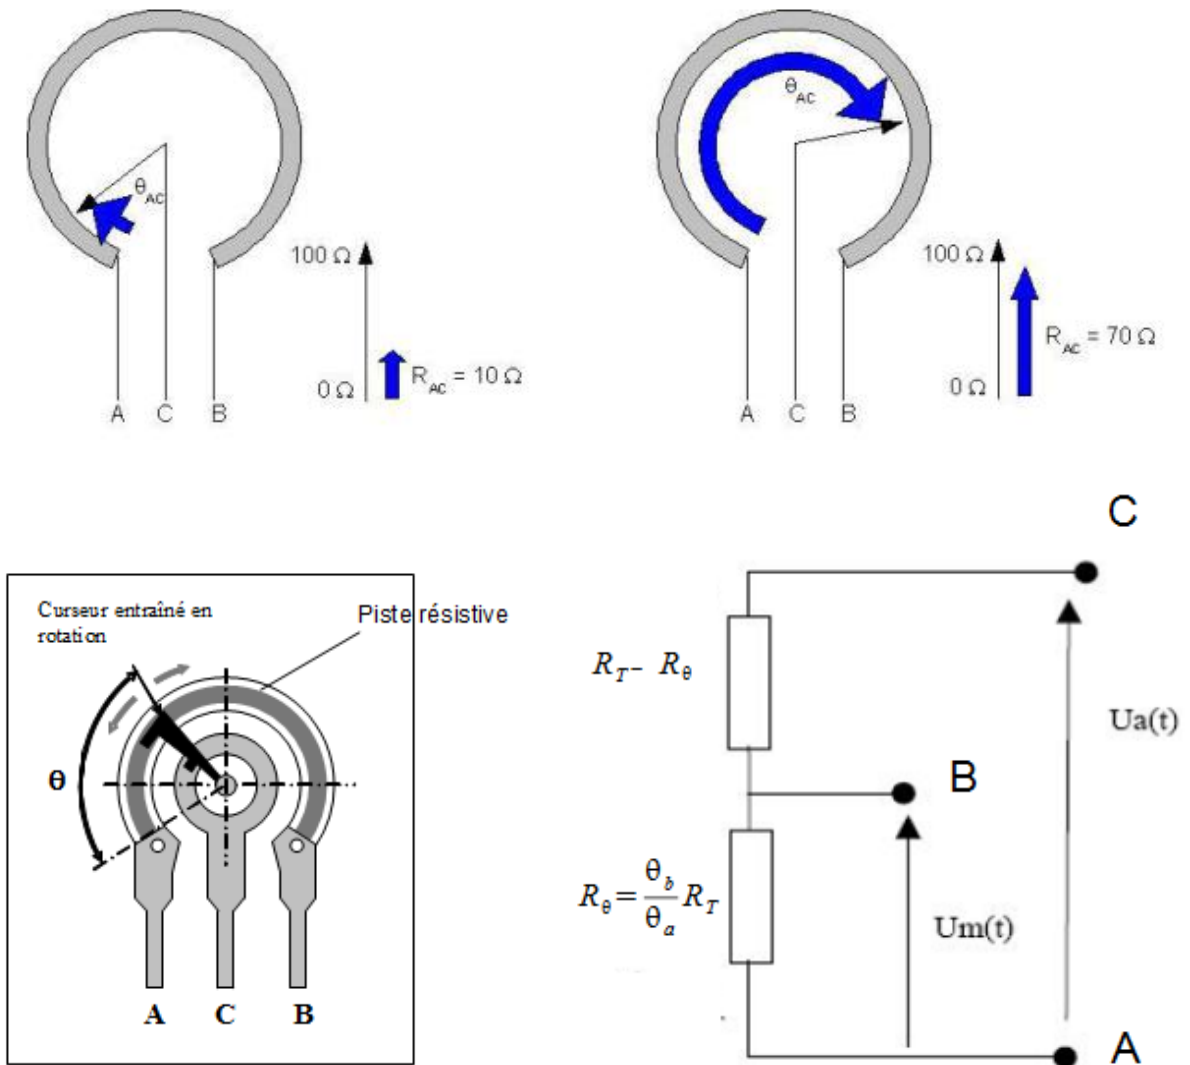 θAC
100 Ω
0 Ω
RAC = 10 Ω
A C B
θAC
100 Ω
0 Ω
RAC = 70 Ω
A C B
Curseur entraîné en
rotation
Piste résistive
θ
A C B
C
RT- Rθ
Ua(t)
B
Rθ=θb/θa RT
Um(t)
A